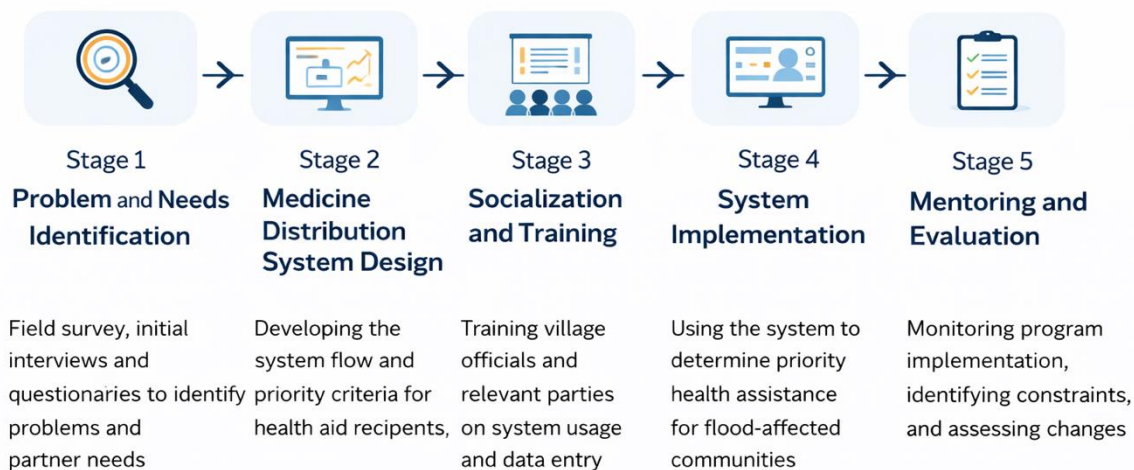 Stage 1
Problem and Needs
Identification
Field survey, initial
interviews and
questionaries to identify
problems and
partner needs
Stage 2
Medicine
Distribution
System Design
Developing the
system flow and
priority criteria for
health aid recipents,
Stage 3
Socialization
and Training
Training village
officials and
relevant parties
on system usage
and data entry
Stage 4
System
Implementation
Using the system to
determine priority
health assistance
for flood-affected
communities
Stage 5
Mentoring and
Evaluation
Monitoring program
implementation,
identifying constraints,
and assessing changes